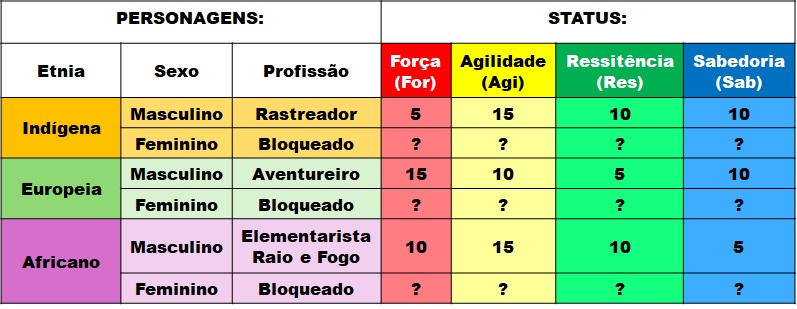 PERSONAGENS: STATUS:
Etnia Sexo Profissão Força (For) Agilidade (Agi) Ressitência (Res) Sabedoria (Sab)
Indígena Masculino Rastreador 5 15 10 10
Feminino Bloqueado ? ? ? ?
Europeia Masculino Aventureiro 15 10 5 10
Feminino Bloqueado ? ? ? ?
Africano Masculino Elementarista Raio e Fogo 10 15 10 5
Feminino Bloqueado ? ? ? ?